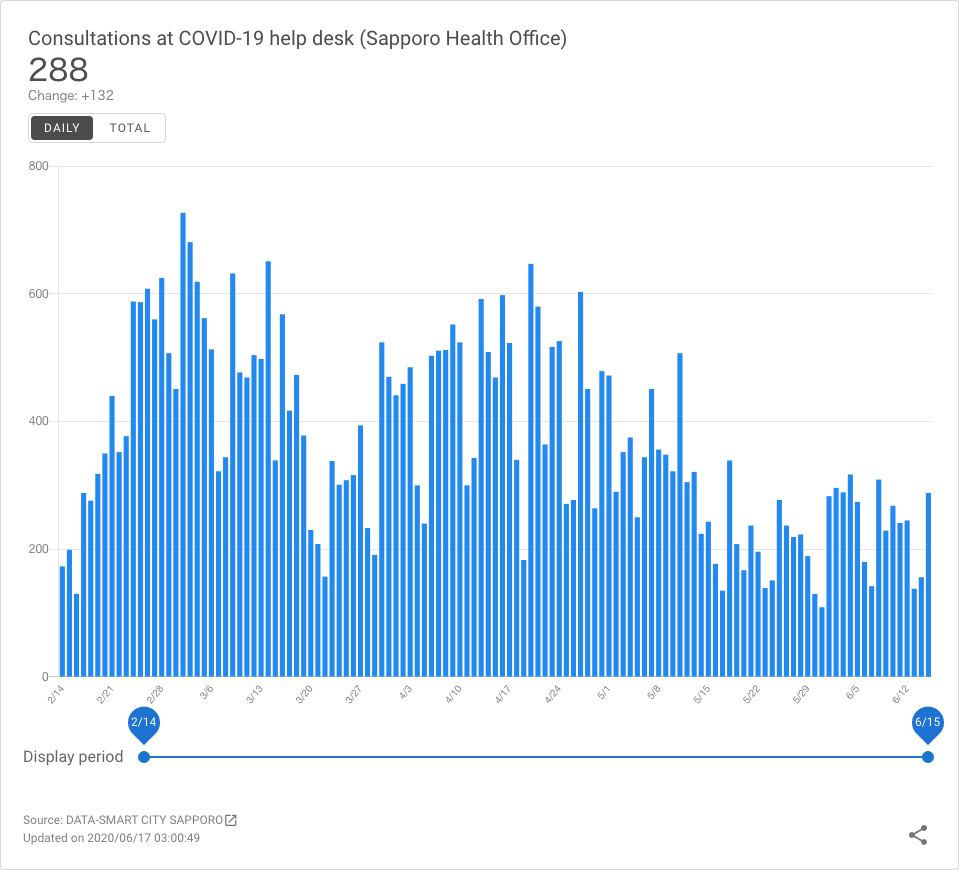 Consultations at COVID-19 help desk (Sapporo Health Office)
288
Change: +132
DAILY TOTAL
800
600
400
200
0
2/14 2/21 2/28 3/6 3/13 3/20 3/27 4/3 4/10 4/17 4/24 5/1 5/8 5/15 5/22 5/29 6/5 6/12
2/14 6/15
Display period
Source: DATA-SMART CITY SAPPORO
Updated on 2020/06/17 03:00:49